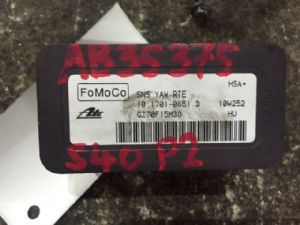 AB35375
HSA+
FoMoCo
SNS YAW RTE
10.1701-0651.3 10W252
GZ70F15M30 HU
S40 P2